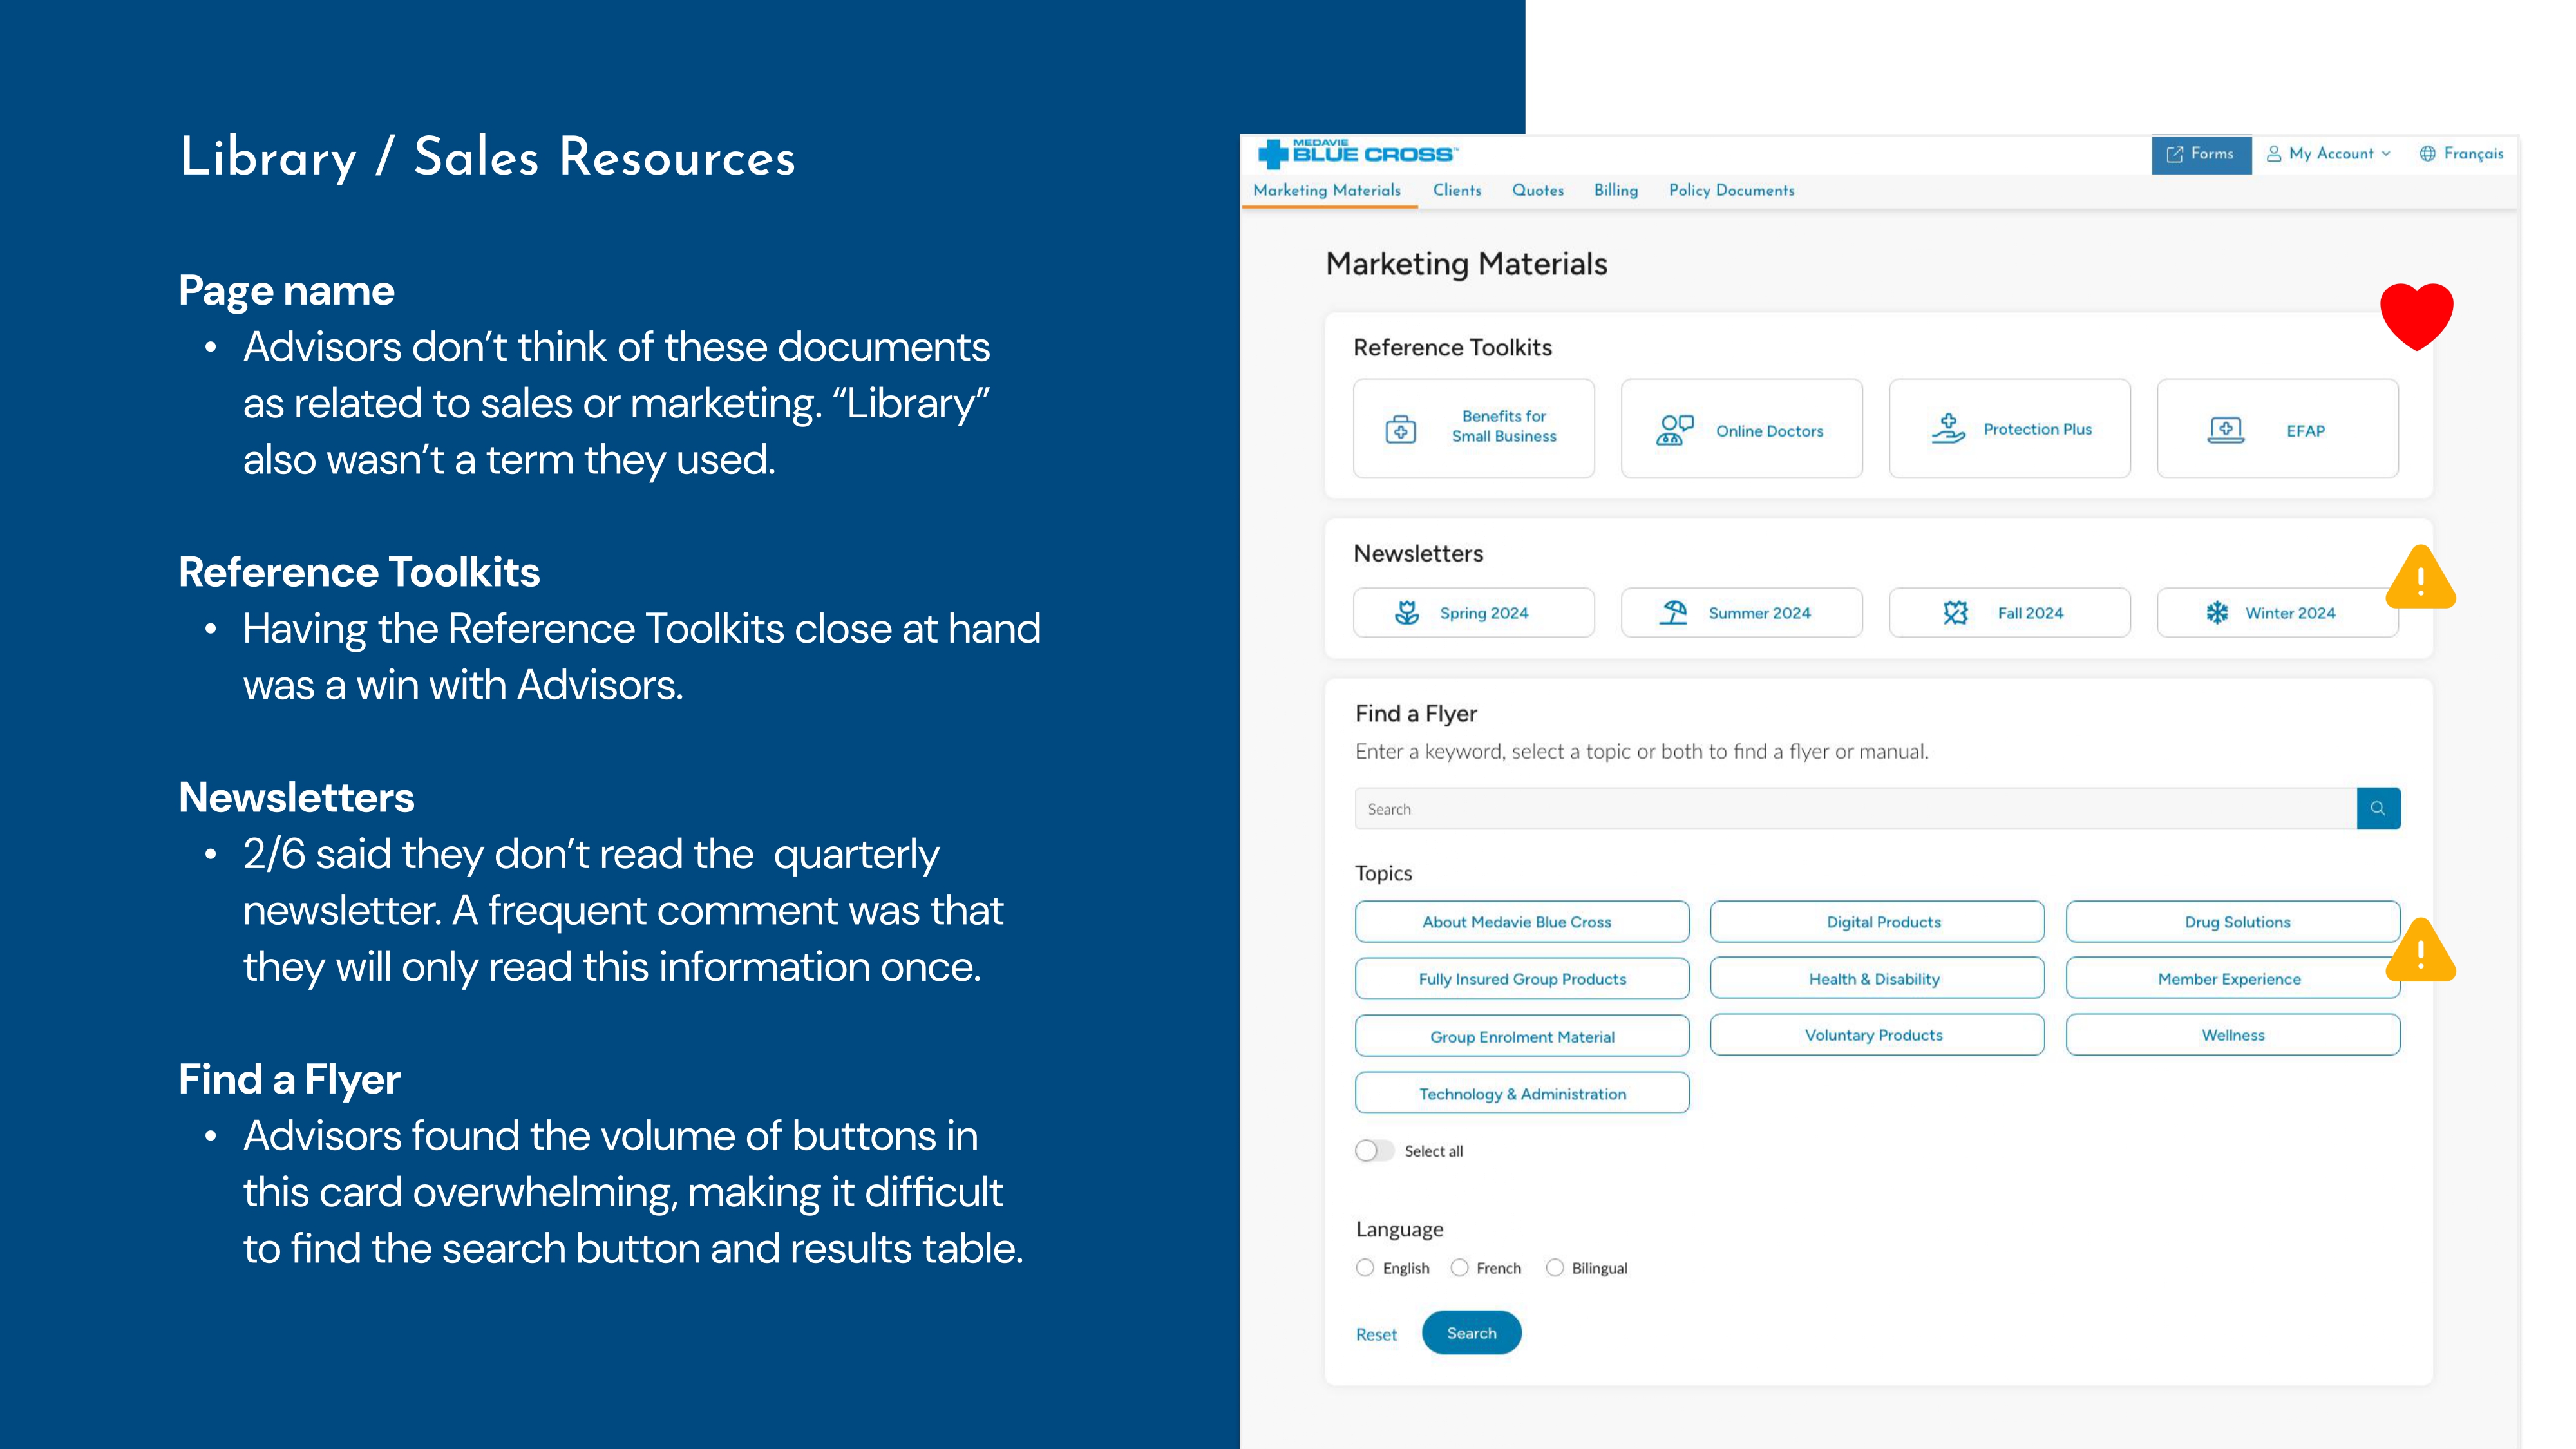 Library / Sales Resources
Page name
• Advisors don’t think of these documents
as related to sales or marketing. “Library”
also wasn’t a term they used.
Reference Toolkits
• Having the Reference Toolkits close at hand
was a win with Advisors.
Newsletters
• 2/6 said they don’t read the  quarterly
newsletter. A frequent comment was that
they will only read this information once.
Find a Flyer
• Advisors found the volume of buttons in
this card overwhelming, making it difficult
to find the search button and results table.
MEDAVIE
BLUE CROSS™
Forms My Account Français
Marketing Materials Clients Quotes Billing Policy Documents
Marketing Materials
Reference Toolkits
Benefits for
Small Business
Online Doctors
Protection Plus
EFAP
Newsletters
Spring 2024 Summer 2024 Fall 2024 Winter 2024
Find a Flyer
Enter a keyword, select a topic or both to find a flyer or manual.
Search
Topics
About Medavie Blue Cross Digital Products Drug Solutions
Fully Insured Group Products Health & Disability Member Experience
Group Enrolment Material Voluntary Products Wellness
Technology & Administration
Select all
Language
English French Bilingual
Reset Search